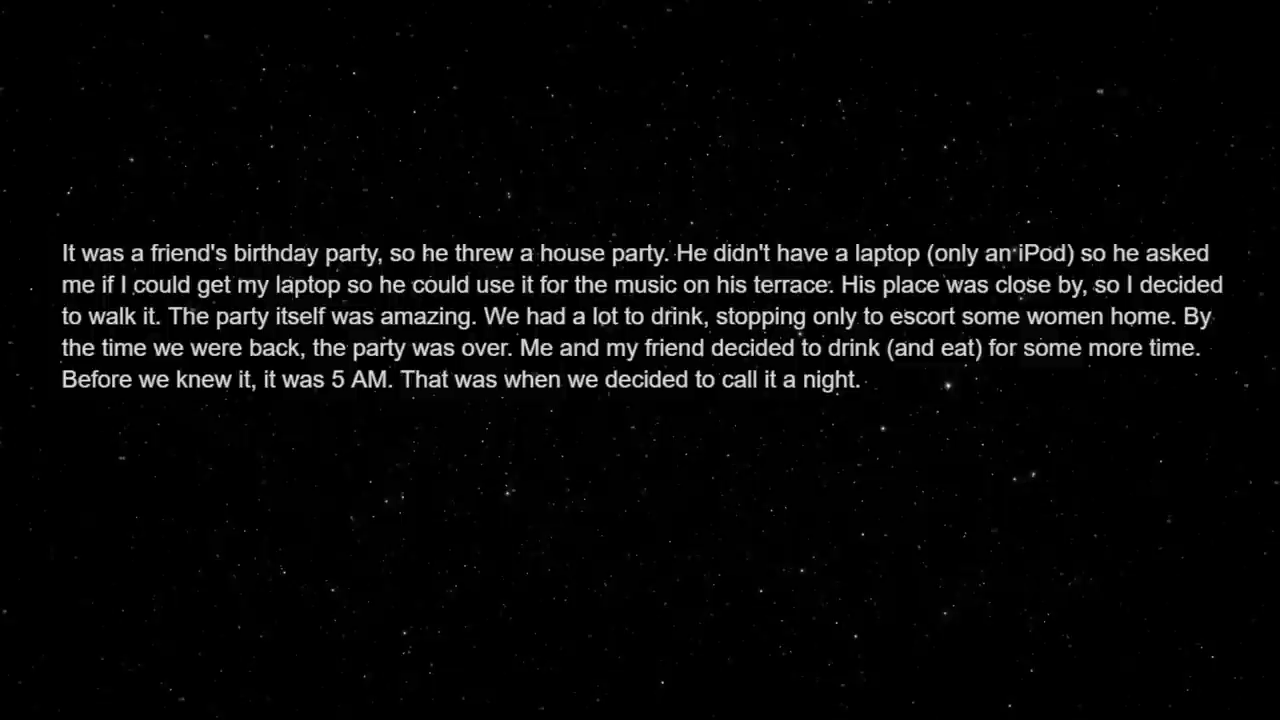 It was a friend's birthday party, so he threw a house party. He didn't have a laptop (only an iPod) so he asked
me if I could get my laptop so he could use it for the music on his terrace. His place was close by, so I decided
to walk it. The party itself was amazing. We had a lot to drink, stopping only to escort some women home. By
the time we were back, the party was over. Me and my friend decided to drink (and eat) for some more time.
Before we knew it, it was 5 AM. That was when we decided to call it a night.